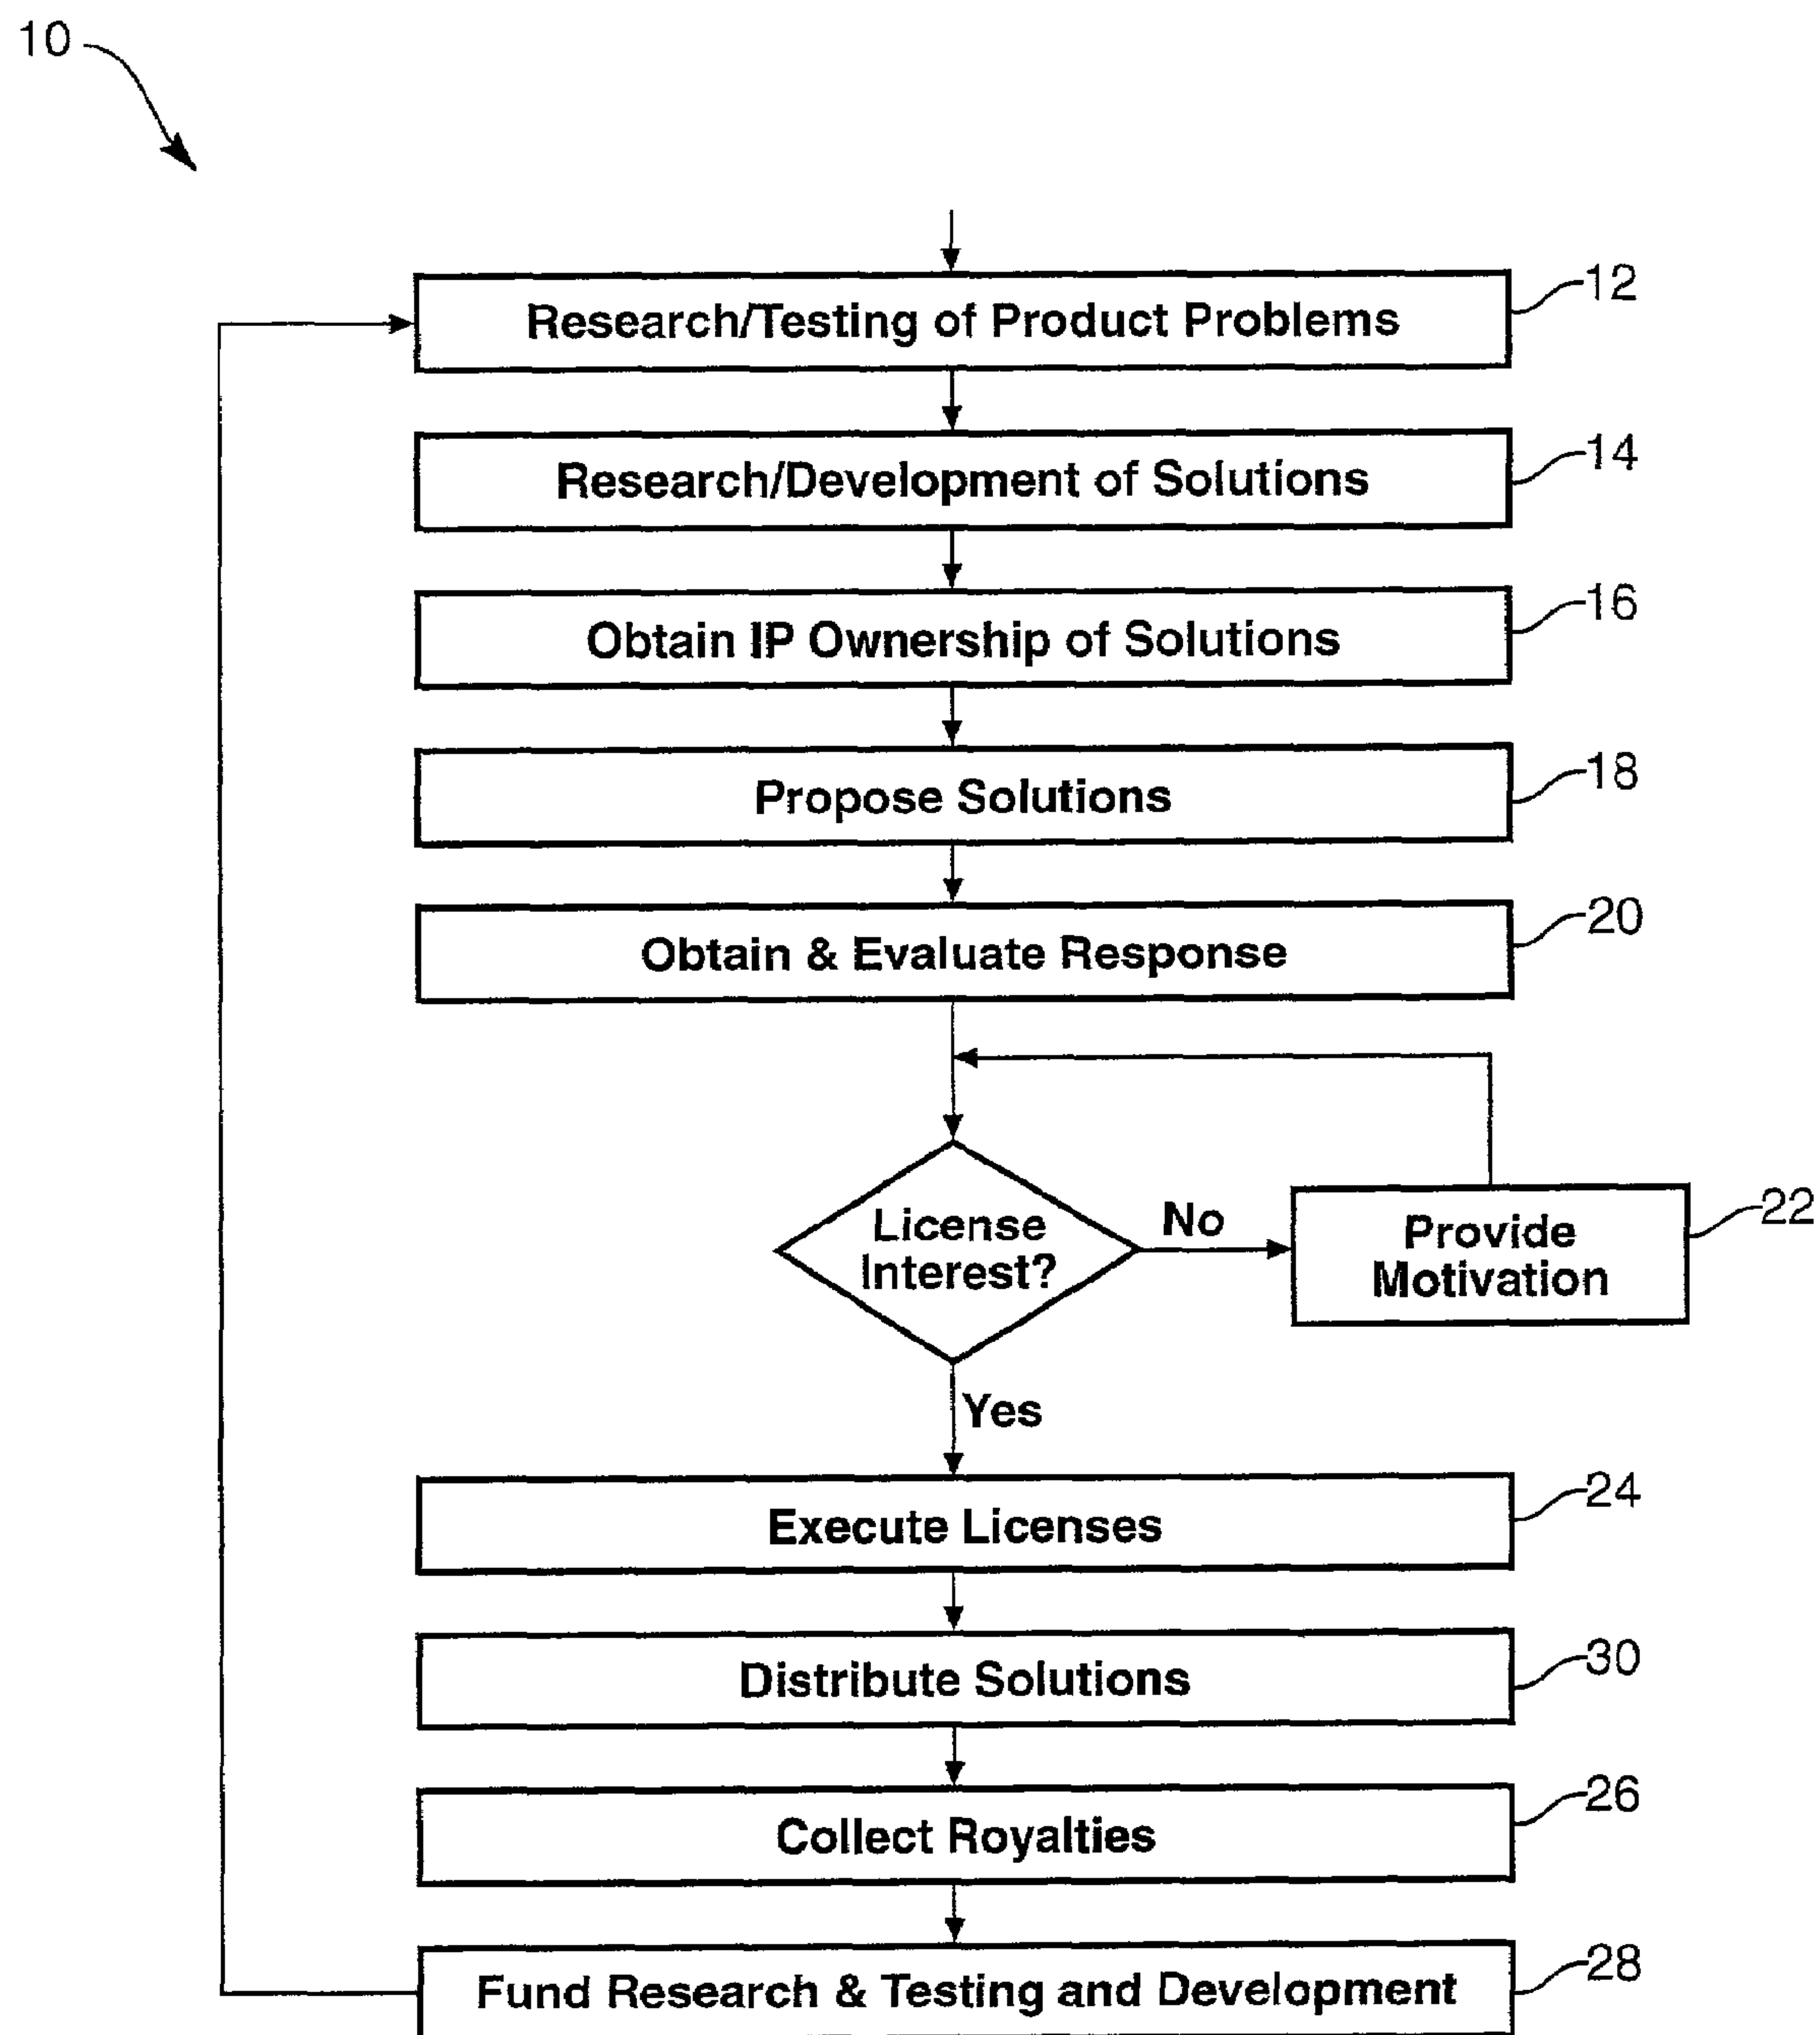 10
Research/Testing of Product Problems
12
Research/Development of Solutions
14
Obtain IP Ownership of Solutions
16
Propose Solutions
18
Obtain & Evaluate Response
20
License
Interest?
No
Provide
Motivation
22
Yes
Execute Licenses
24
Distribute Solutions
30
Collect Royalties
26
Fund Research & Testing and Development
28